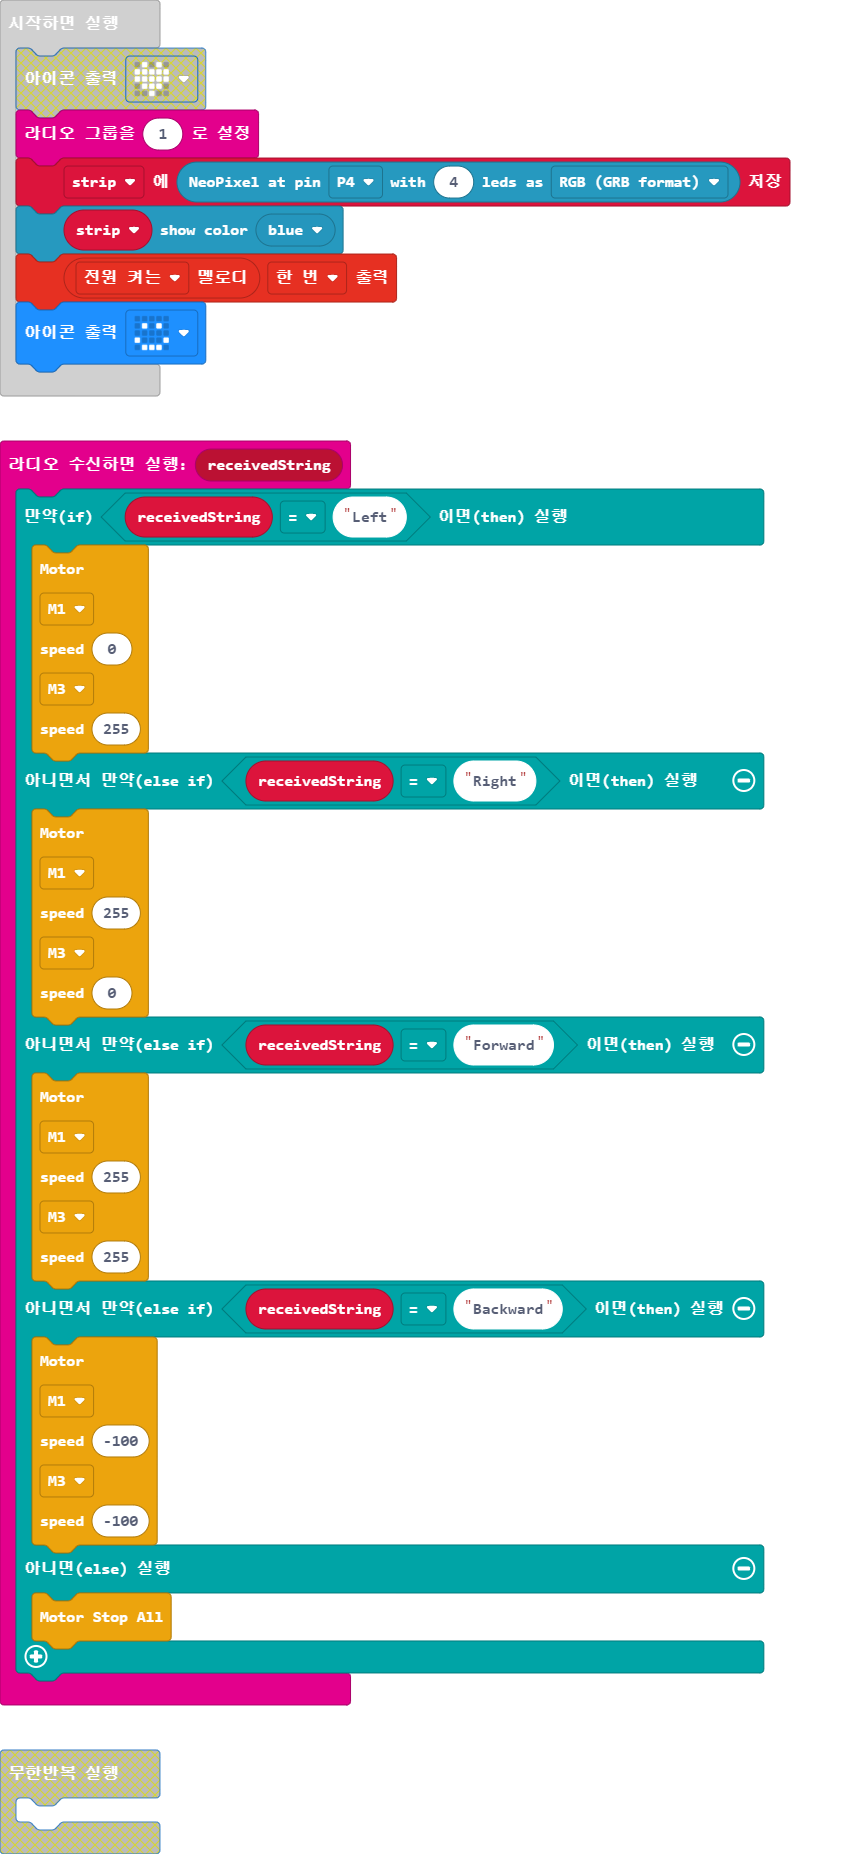 시작하면 실행
아이콘 출력
라디오 그룹을 1 로 설정
strip 에 NeoPixel at pin P4 with 4 leds as RGB (GRB format) 저장
strip show color blue
전원 켜는 멜로디 한 번 출력
아이콘 출력
라디오 수신하면 실행: receivedString
만약(if) receivedString = "Left" 이면(then) 실행
Motor
M1
speed 0
M3
speed 255
아니면서 만약(else if) receivedString = "Right" 이면(then) 실행
Motor
M1
speed 255
M3
speed 0
아니면서 만약(else if) receivedString = "Forward" 이면(then) 실행
Motor
M1
speed 255
M3
speed 255
아니면서 만약(else if) receivedString = "Backward" 이면(then) 실행
Motor
M1
speed -100
M3
speed -100
아니면(else) 실행
Motor Stop All
무한반복 실행